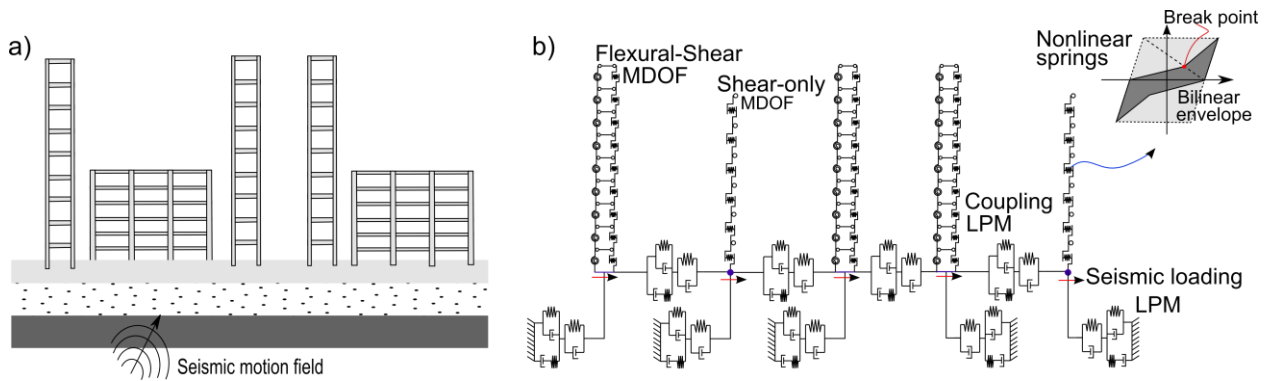 a)
Seismic motion field
b)
Flexural-Shear
MDOF
Shear-only
MDOF
Coupling
LPM
Seismic loading
LPM
Nonlinear
springs
Break point
Bilinear
envelope